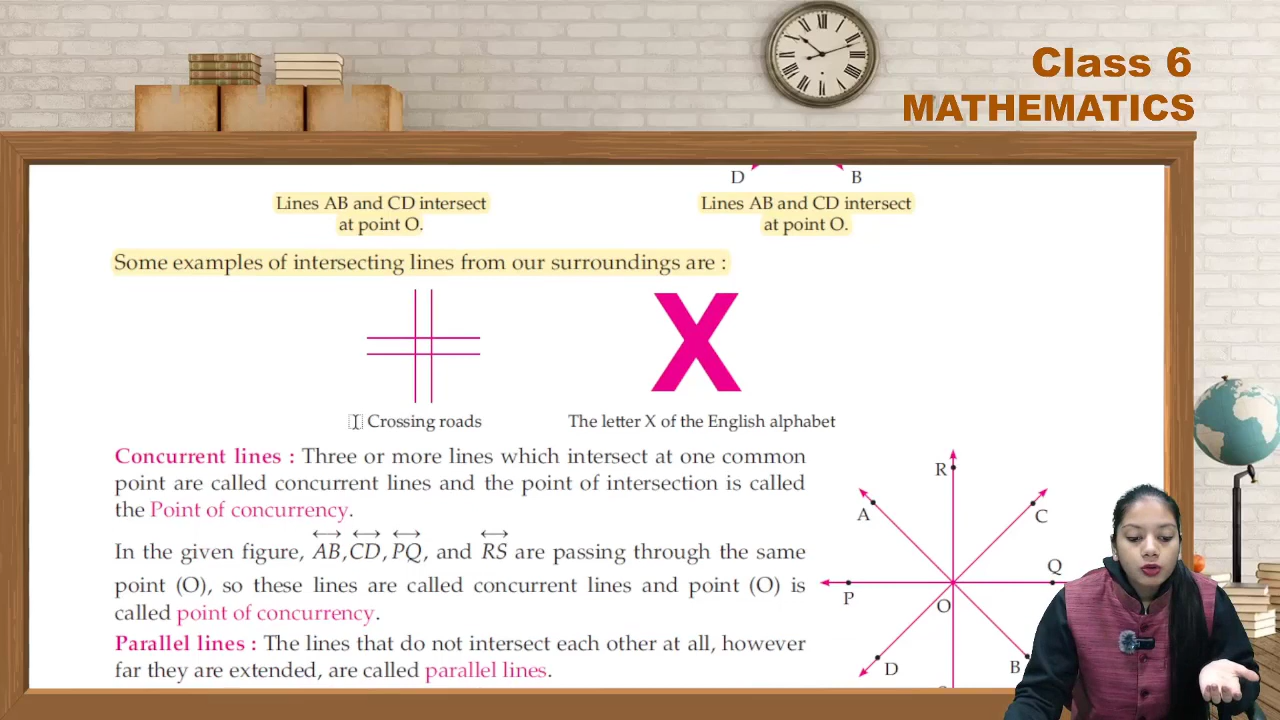 Class 6
MATHEMATICS
D
B
Lines AB and CD intersect
at point O.
Lines AB and CD intersect
at point O.
Some examples of intersecting lines from our surroundings are :
X
Crossing roads
The letter X of the English alphabet
Concurrent lines : Three or more lines which intersect at one common
point are called concurrent lines and the point of intersection is called
the Point of concurrency.
In the given figure, AB, CD, PQ, and RS are passing through the same
point (O), so these lines are called concurrent lines and point (O) is
called point of concurrency.
Parallel lines : The lines that do not intersect each other at all, however
far they are extended, are called parallel lines.
R
A
C
Q
P
O
D
B